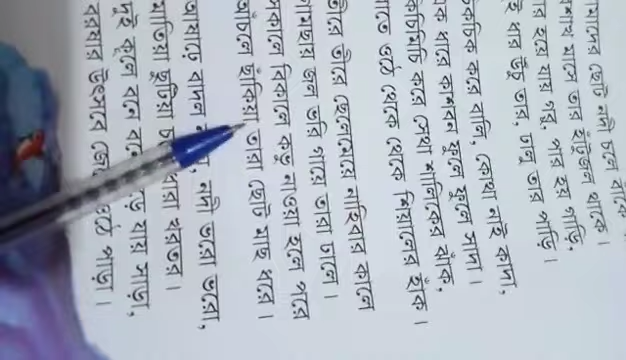 ছোট নদী চলে
মাসে তার হাঁটুজল থাকে।
হয়ে যায় গরু, পার হয় গাড়ি,
ধার উঁচু তার, ঢালু তার পাড়ি।
করে বালি, কোথা নাই কাদা,
ধারে কাশবন ফুলে ফুলে সাদা।
করে সেথা শালিকের ঝাঁক,
ওঠে থেকে থেকে শিয়ালের হাঁক।
তীরে তীরে ছেলেমেয়ে নাহিবার কালে
গামছায় জল ভরি গায়ে তারা ঢালে।
সকালে বিকালে কভু নাওয়া হলে পরে
আঁচলে ছাঁকিয়া তারা ছোট মাছ ধরে।
আষাঢ়ে বাদল নদী ভরো ভরো,
মাতিয়া ছুটিয়া ধারা খরতর।
দুই কূলে বনে যায় সাড়া,
বরষার উৎসবে পাড়া।